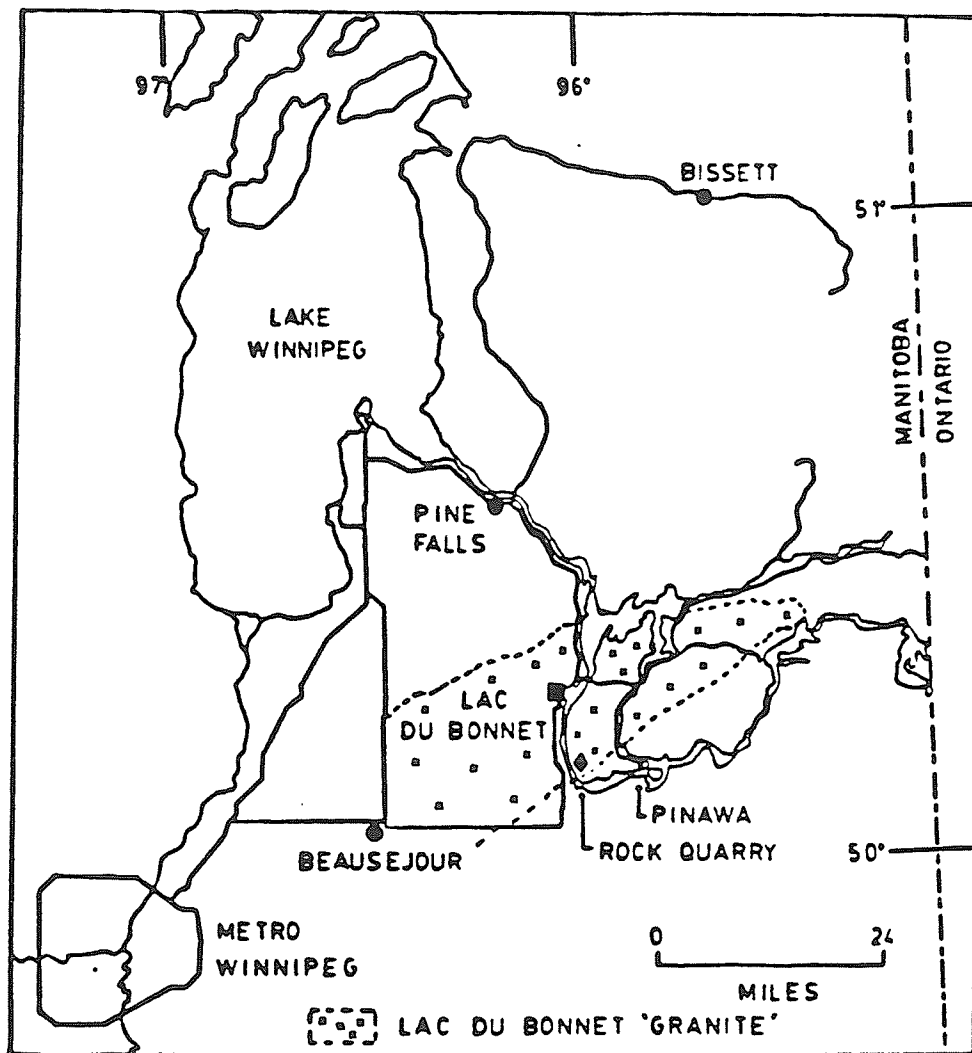 97°
96°
BISSETT
51°
LAKE
WINNIPEG
MANITOBA
ONTARIO
PINE
FALLS
LAC
DU BONNET
PINAWA
ROCK QUARRY
BEAUSEJOUR
50°
METRO
WINNIPEG
0 24
MILES
LAC DU BONNET 'GRANITE'